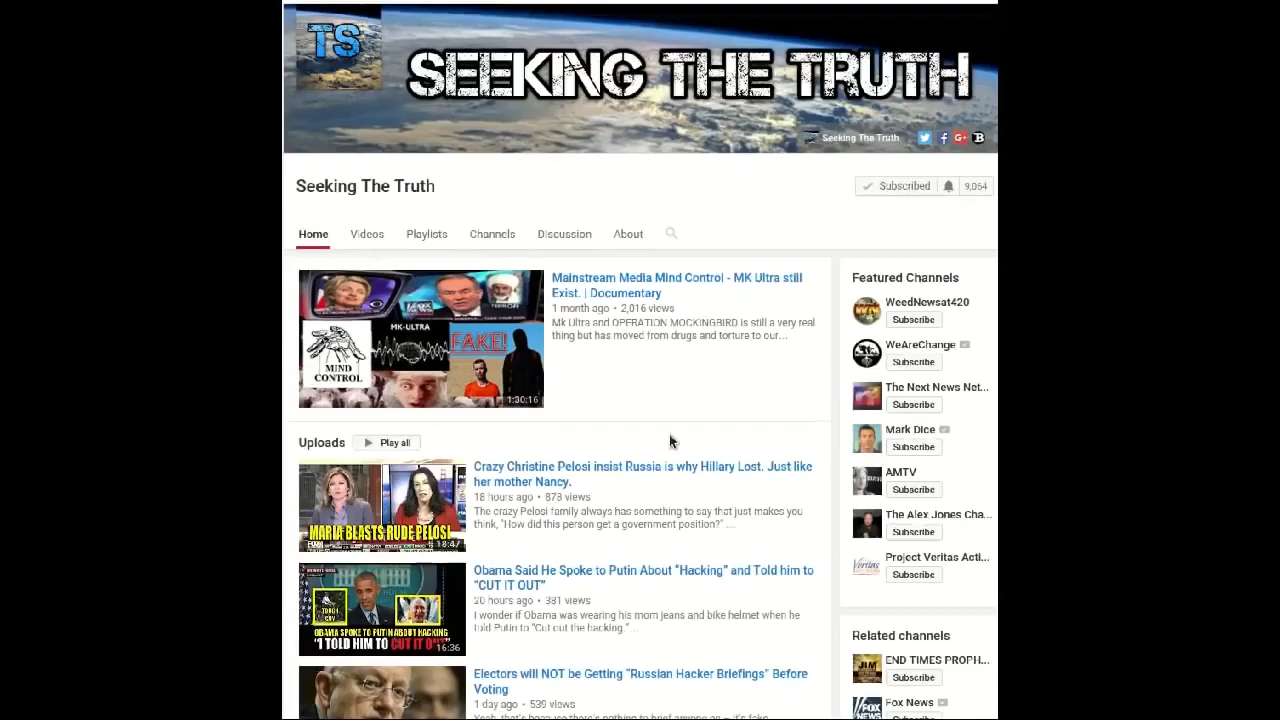 TS
SEEKING THE TRUTH
Seeking The Truth
Seeking The Truth
Subscribed 9,064
Home Videos Playlists Channels Discussion About
Mainstream Media Mind Control - MK Ultra still
Exist. | Documentary
1 month ago • 2,016 views
Mk Ultra and OPERATION MOCKINGBIRD is still a very real
thing but has moved from drugs and torture to our...
MK-ULTRA
FAKE!
TERROR
MIND
CONTROL
1:30:16
Uploads Play all
Crazy Christine Pelosi insist Russia is why Hillary Lost. Just like
her mother Nancy.
18 hours ago • 878 views
The crazy Pelosi family always has something to say that just makes you
think, "How did this person get a government position?" ...
MARIA BLASTS RUDE PELOSI
18:47
Obama Said He Spoke to Putin About “Hacking” and Told him to
“CUT IT OUT”
20 hours ago • 381 views
I wonder if Obama was wearing his mom jeans and bike helmet when he
told Putin to “Cut out the hacking.” ...
TOUGH
GUY
OBAMA SPOKE TO PUTIN ABOUT HACKING
"I TOLD HIM TO CUT IT OUT"
16:36
Electors will NOT be Getting “Russian Hacker Briefings” Before
Voting
1 day ago • 539 views
Featured Channels
WeedNewsat420
Subscribe
WeAreChange
Subscribe
The Next News Net...
Subscribe
Mark Dice
Subscribe
AMTV
Subscribe
The Alex Jones Cha...
Subscribe
Project Veritas Acti...
Veritas
Subscribe
Related channels
END TIMES PROPH...
JIM
Subscribe
Fox News
FOX
NEWS